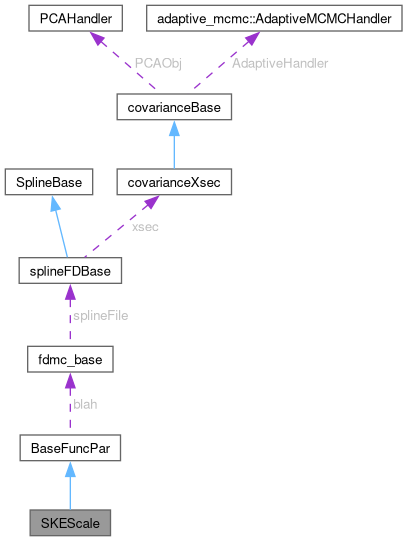 PCAHandler
adaptive_mcmc::AdaptiveMCMCHandler
PCAObj
AdaptiveHandler
covarianceBase
SplineBase
covarianceXsec
xsec
splineFDBase
splineFile
fdmc_base
blah
BaseFuncPar
SKEScale